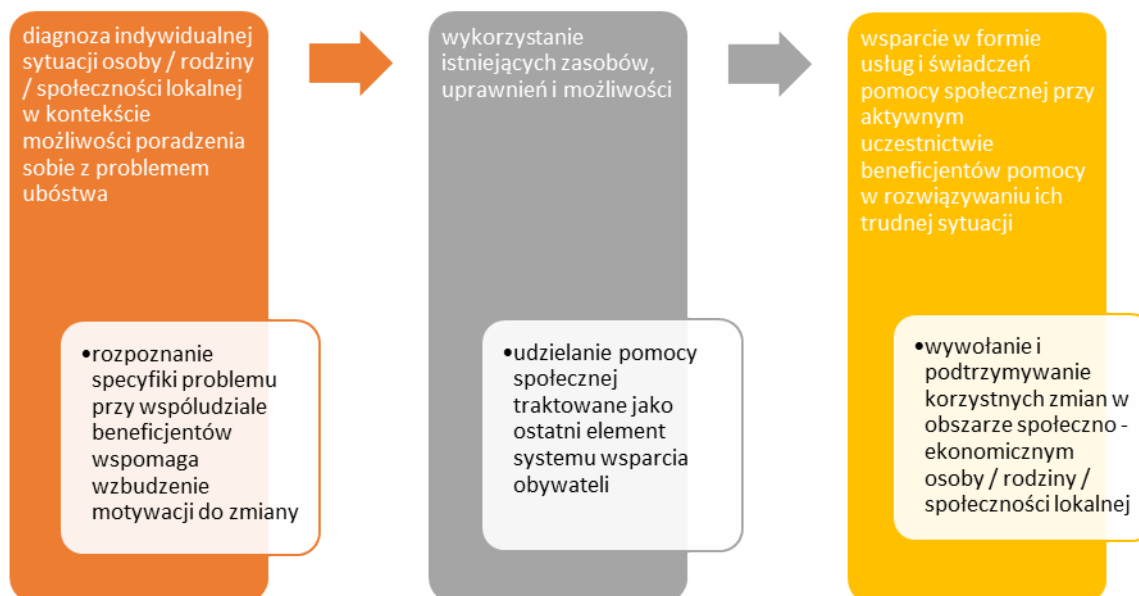 diagnoza indywidualnej
sytuacji osoby / rodziny
/ społeczności lokalnej
w kontekście
możliwości poradzenia
sobie z problemem
ubóstwa
•rozpoznanie
specyfiki problemu
przy współudziale
beneficjentów
wspomaga
wzbudzenie
motywacji do zmiany
wykorzystanie
istniejących zasobów,
uprawnień i możliwości
•udzielanie pomocy
społecznej
traktowane jako
ostatni element
systemu wsparcia
obywateli
wsparcie w formie
usług i świadczeń
pomocy społecznej przy
aktywnym
uczestnictwie
beneficjentów pomocy
w rozwiązywaniu ich
trudnej sytuacji
•wywołanie i
podtrzymywanie
korzystnych zmian w
obszarze społeczno -
ekonomicznym
osoby / rodziny /
społeczności lokalnej